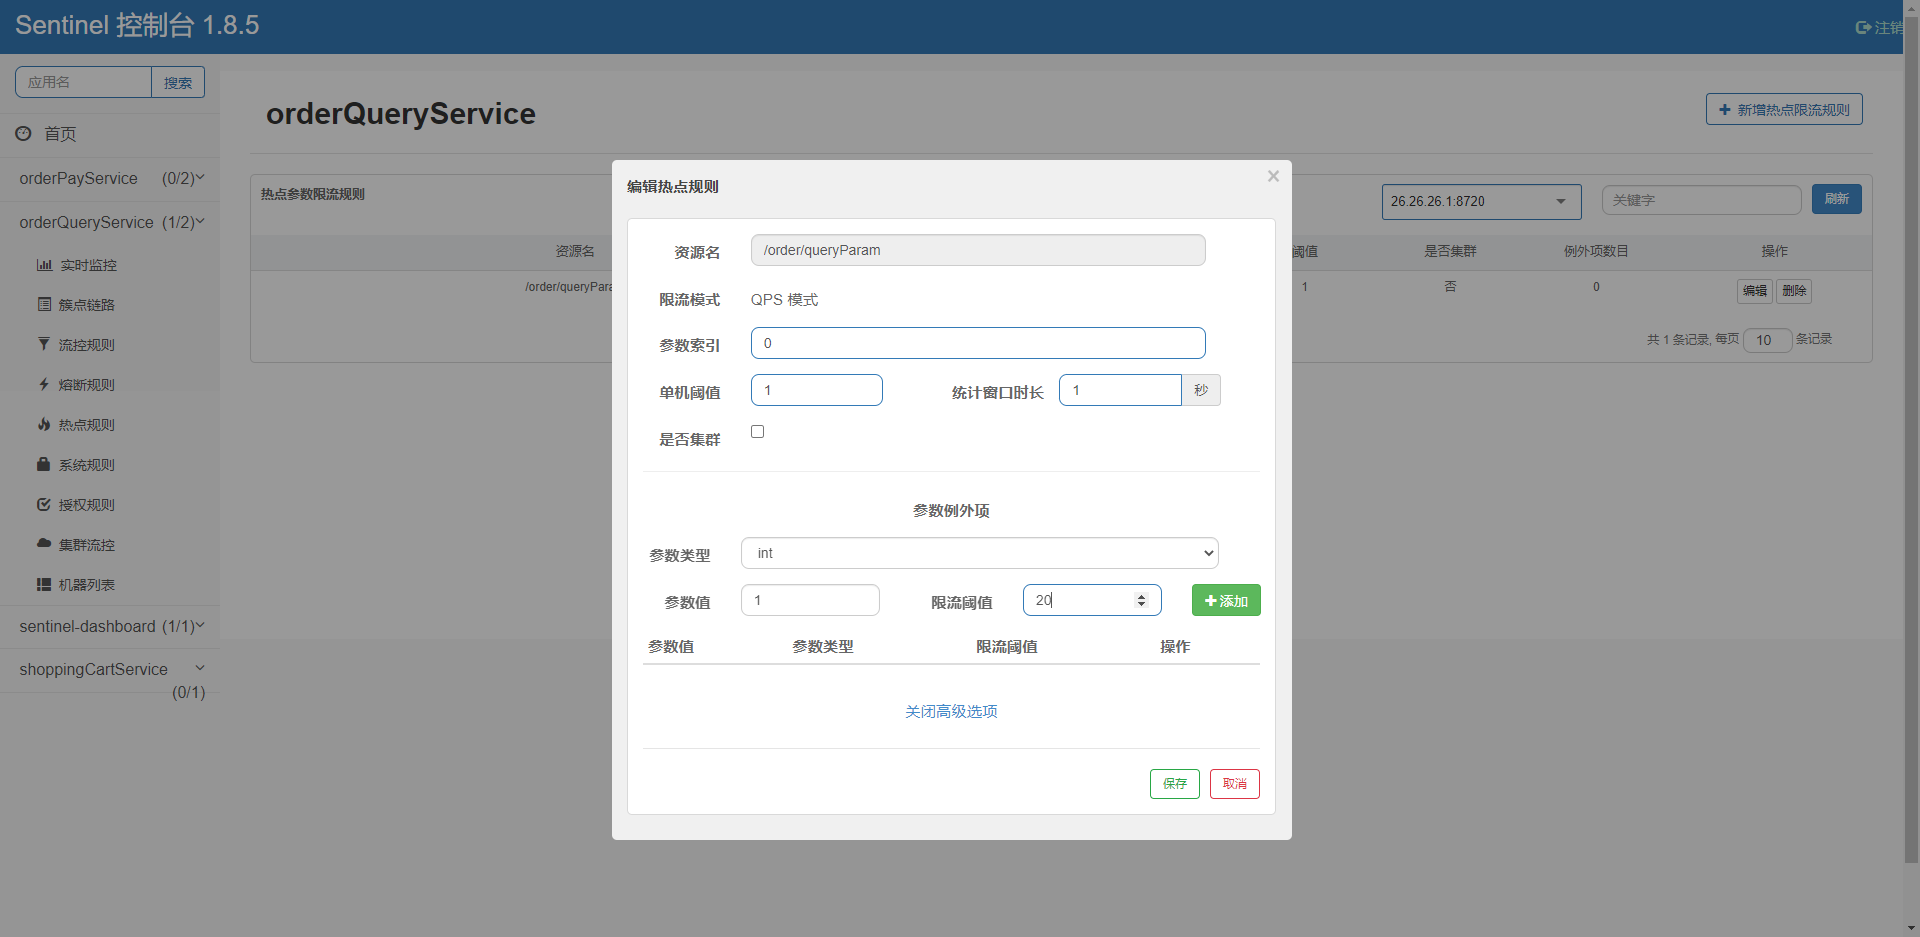 Sentinel 控制台 1.8.5
注销
应用名
搜索
首页
orderPayService (0/2)
orderQueryService (1/2)
实时监控
簇点链路
流控规则
熔断规则
热点规则
系统规则
授权规则
集群流控
机器列表
sentinel-dashboard (1/1)
shoppingCartService
(0/1)
orderQueryService
新增热点限流规则
热点参数限流规则
26.26.26.1:8720
关键字
刷新
资源名
阈值
是否集群
例外项数目
操作
/order/queryPara
1
否
0
编辑
删除
共 1 条记录, 每页 10 条记录
编辑热点规则
×
资源名 /order/queryParam
限流模式 QPS 模式
参数索引 0
单机阈值 1 统计窗口时长 1 秒
是否集群
参数例外项
参数类型 int
参数值 1 限流阈值 20 添加
参数值 参数类型 限流阈值 操作
关闭高级选项
保存 取消